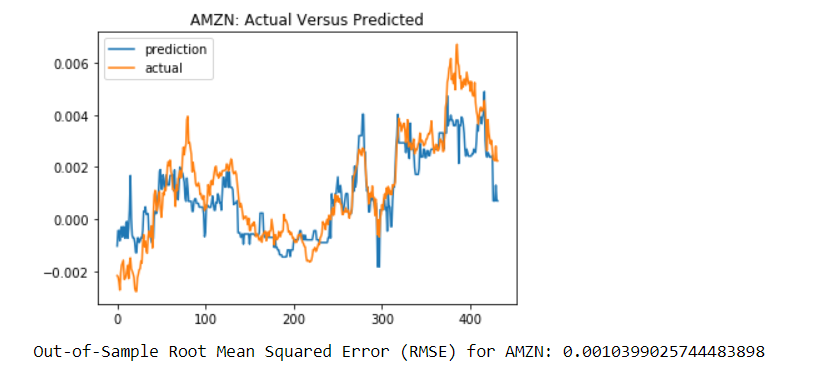 AMZN: Actual Versus Predicted
prediction
actual
0.006
0.004
0.002
0.000
−0.002
0 100 200 300 400
Out-of-Sample Root Mean Squared Error (RMSE) for AMZN: 0.0010399025744483898